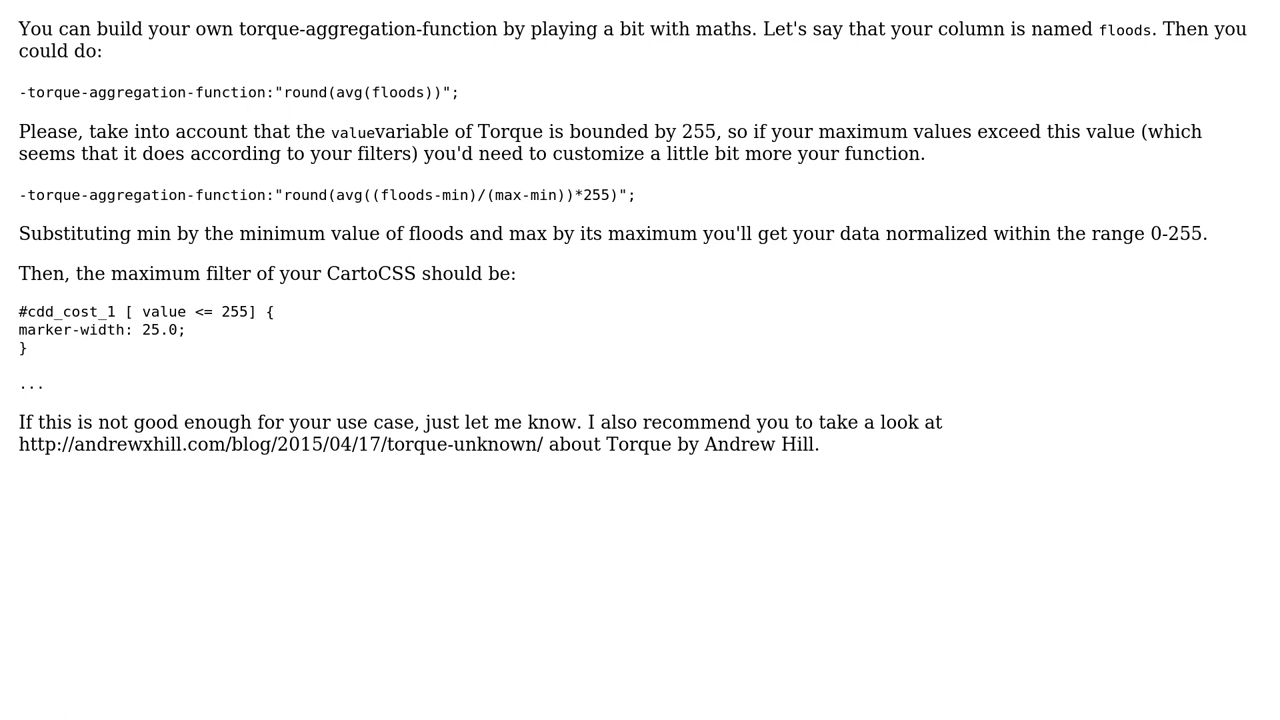 You can build your own torque-aggregation-function by playing a bit with maths. Let's say that your column is named floods. Then you
could do:
-torque-aggregation-function:"round(avg(floods))";
Please, take into account that the valuevariable of Torque is bounded by 255, so if your maximum values exceed this value (which
seems that it does according to your filters) you'd need to customize a little bit more your function.
-torque-aggregation-function:"round(avg((floods-min)/(max-min))*255)";
Substituting min by the minimum value of floods and max by its maximum you'll get your data normalized within the range 0-255.
Then, the maximum filter of your CartoCSS should be:
#cdd_cost_1 [ value <= 255] {
marker-width: 25.0;
}
...
If this is not good enough for your use case, just let me know. I also recommend you to take a look at
http://andrewxhill.com/blog/2015/04/17/torque-unknown/ about Torque by Andrew Hill.